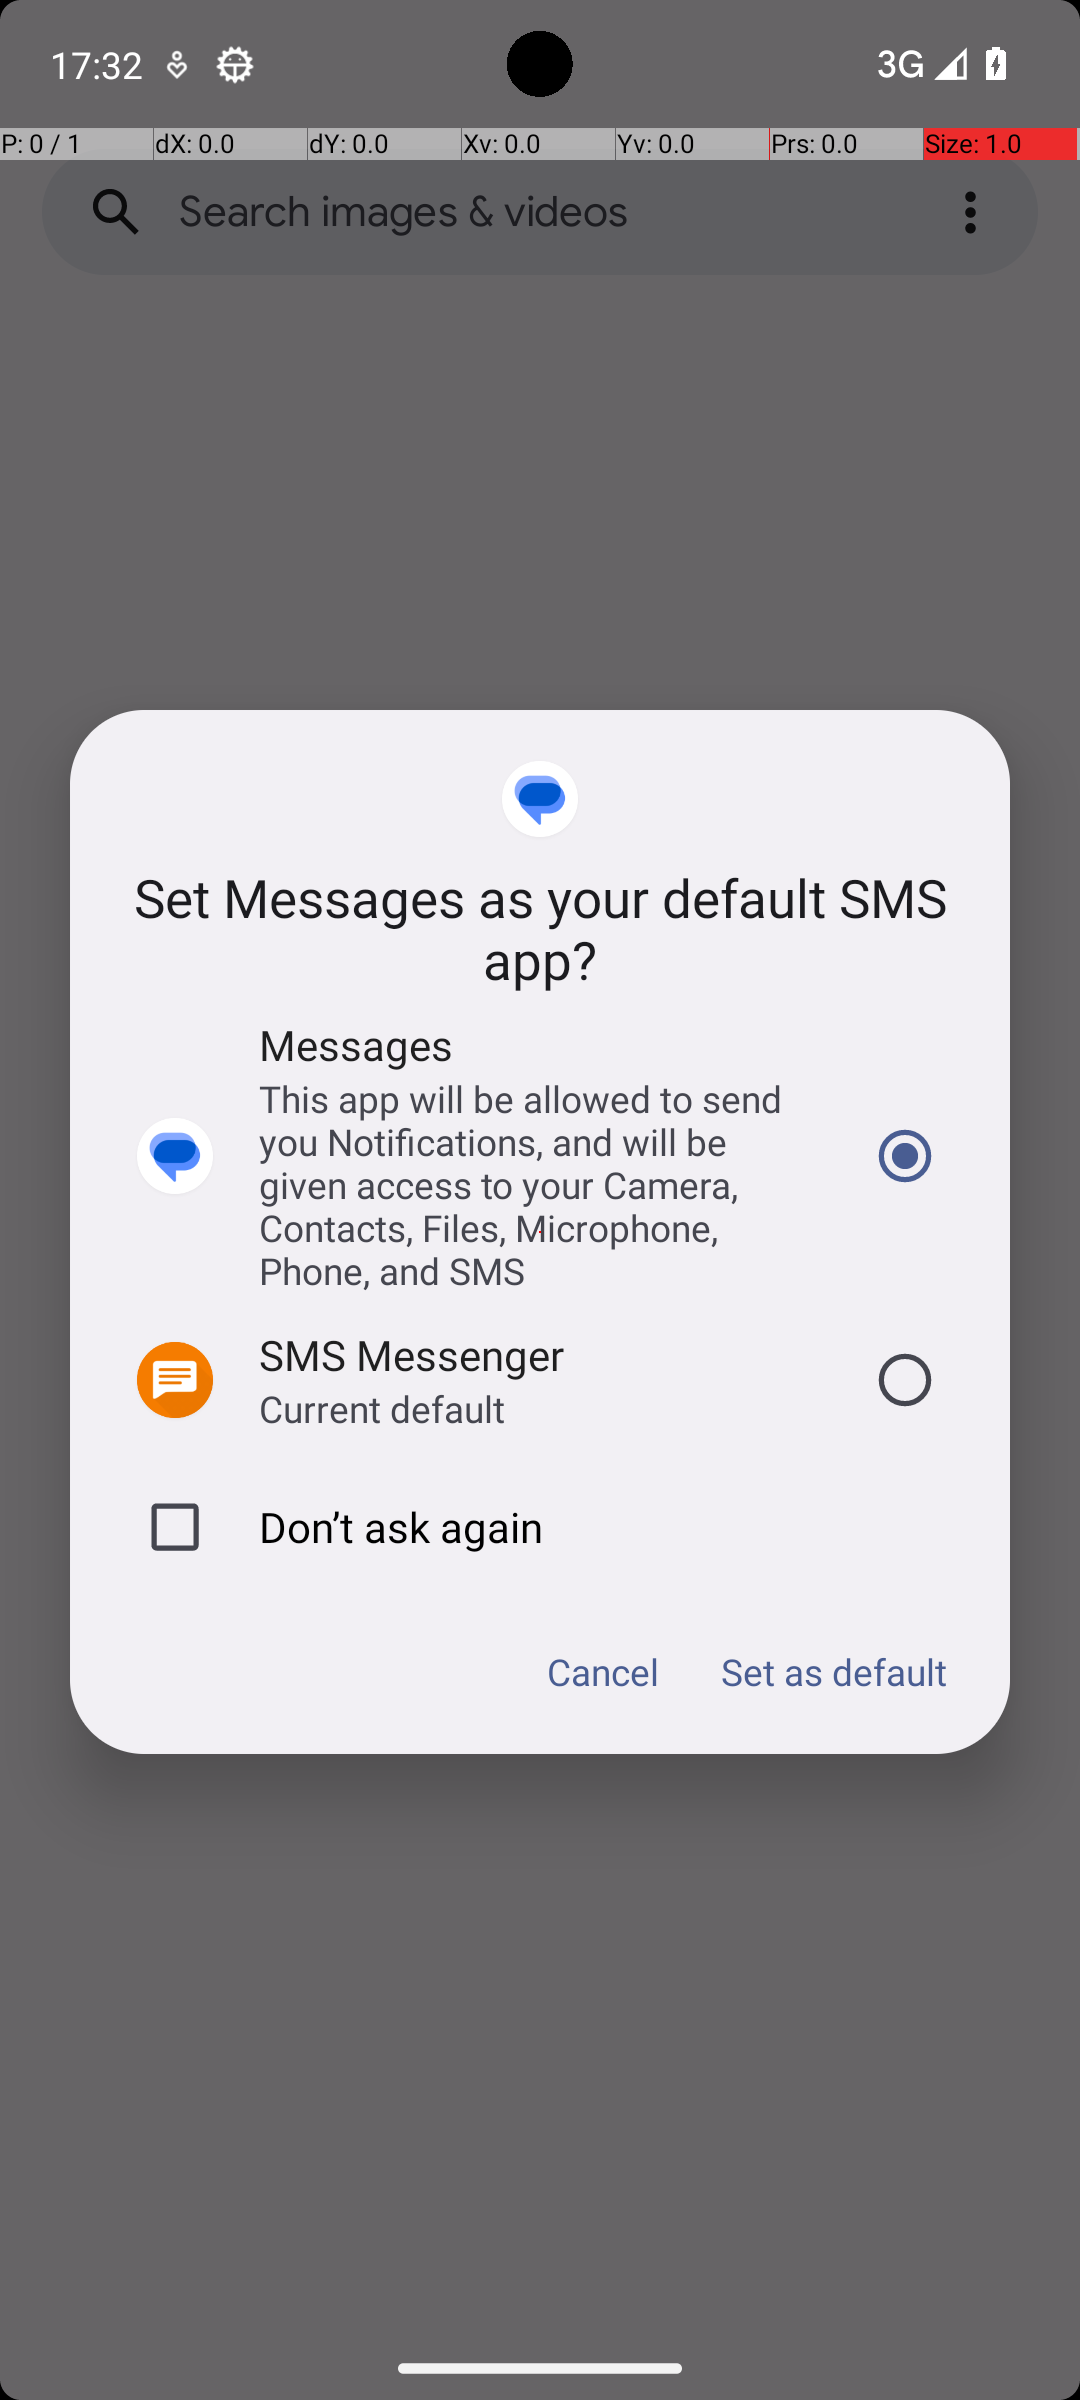 17:32
3G
P: 0 / 1
dX: 0.0
dY: 0.0
Xv: 0.0
Yv: 0.0
Prs: 0.0
Size: 1.0
Search images & videos
Set Messages as your default SMS
app?
Messages
This app will be allowed to send
you Notifications, and will be
given access to your Camera,
Contacts, Files, Microphone,
Phone, and SMS
SMS Messenger
Current default
Don’t ask again
Cancel
Set as default